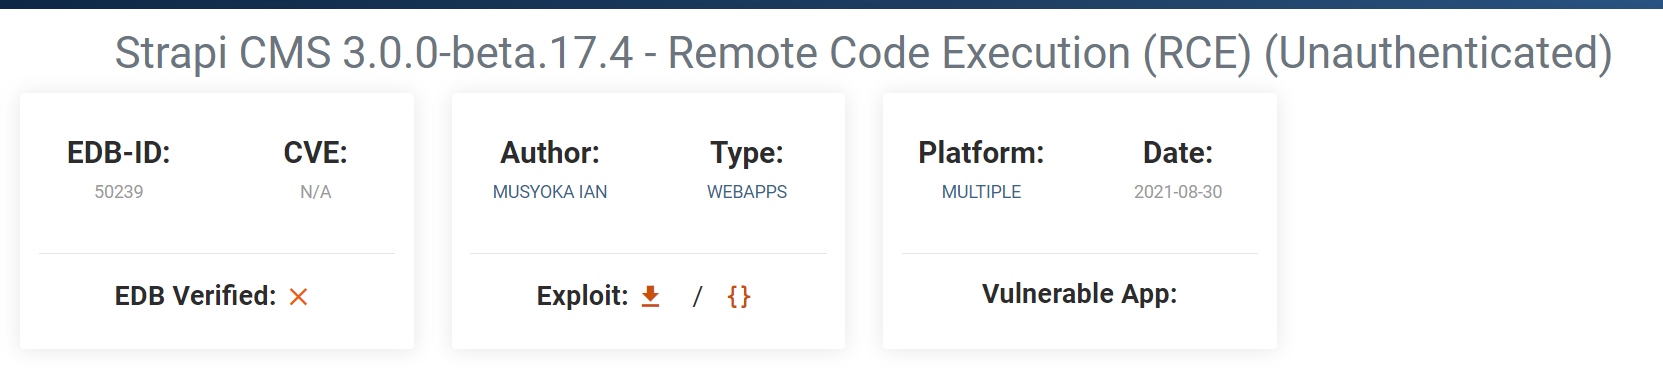 Strapi CMS 3.0.0-beta.17.4 - Remote Code Execution (RCE) (Unauthenticated)
EDB-ID: CVE:
50239 N/A
EDB Verified: ×
Author: Type:
MUSYOKA IAN WEBAPPS
Exploit: / {}
Platform: Date:
MULTIPLE 2021-08-30
Vulnerable App: